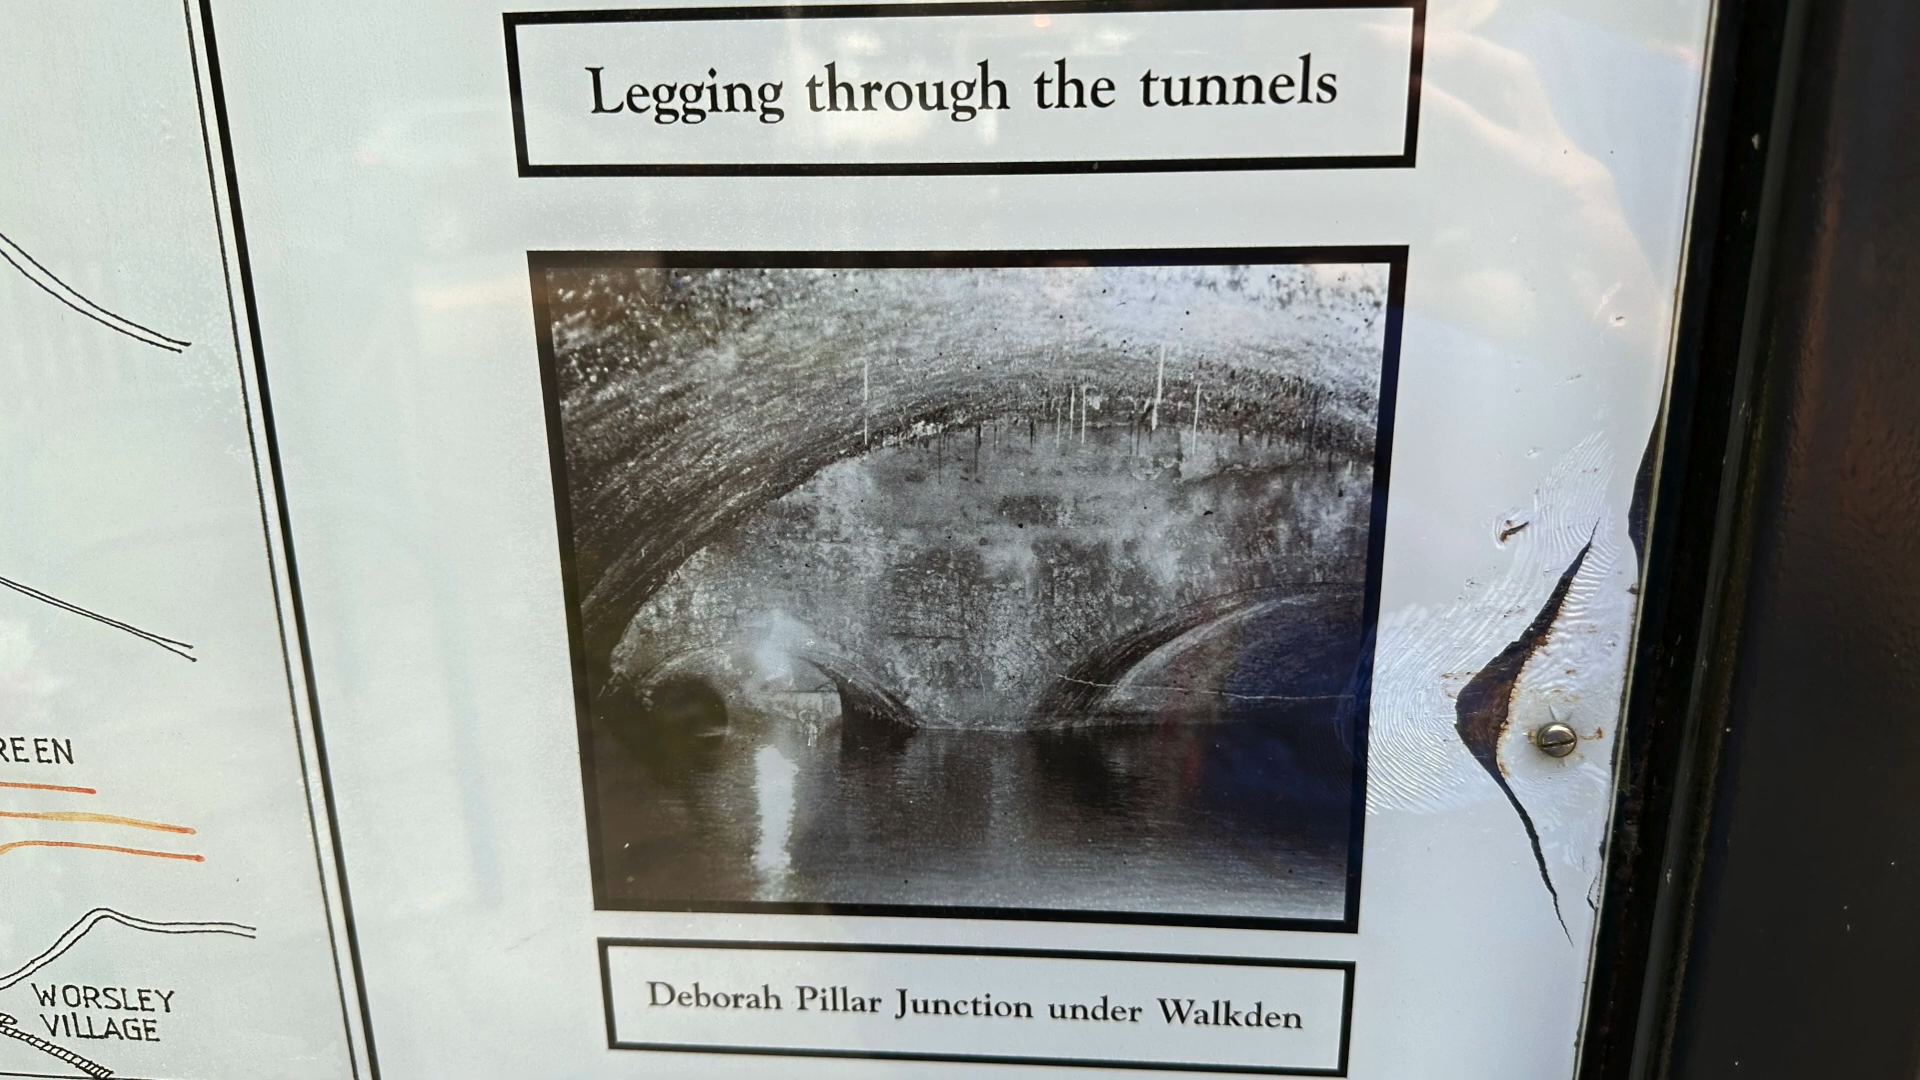 Legging through the tunnels
Deborah Pillar Junction under Walkden
REEN
WORSLEY
VILLAGE